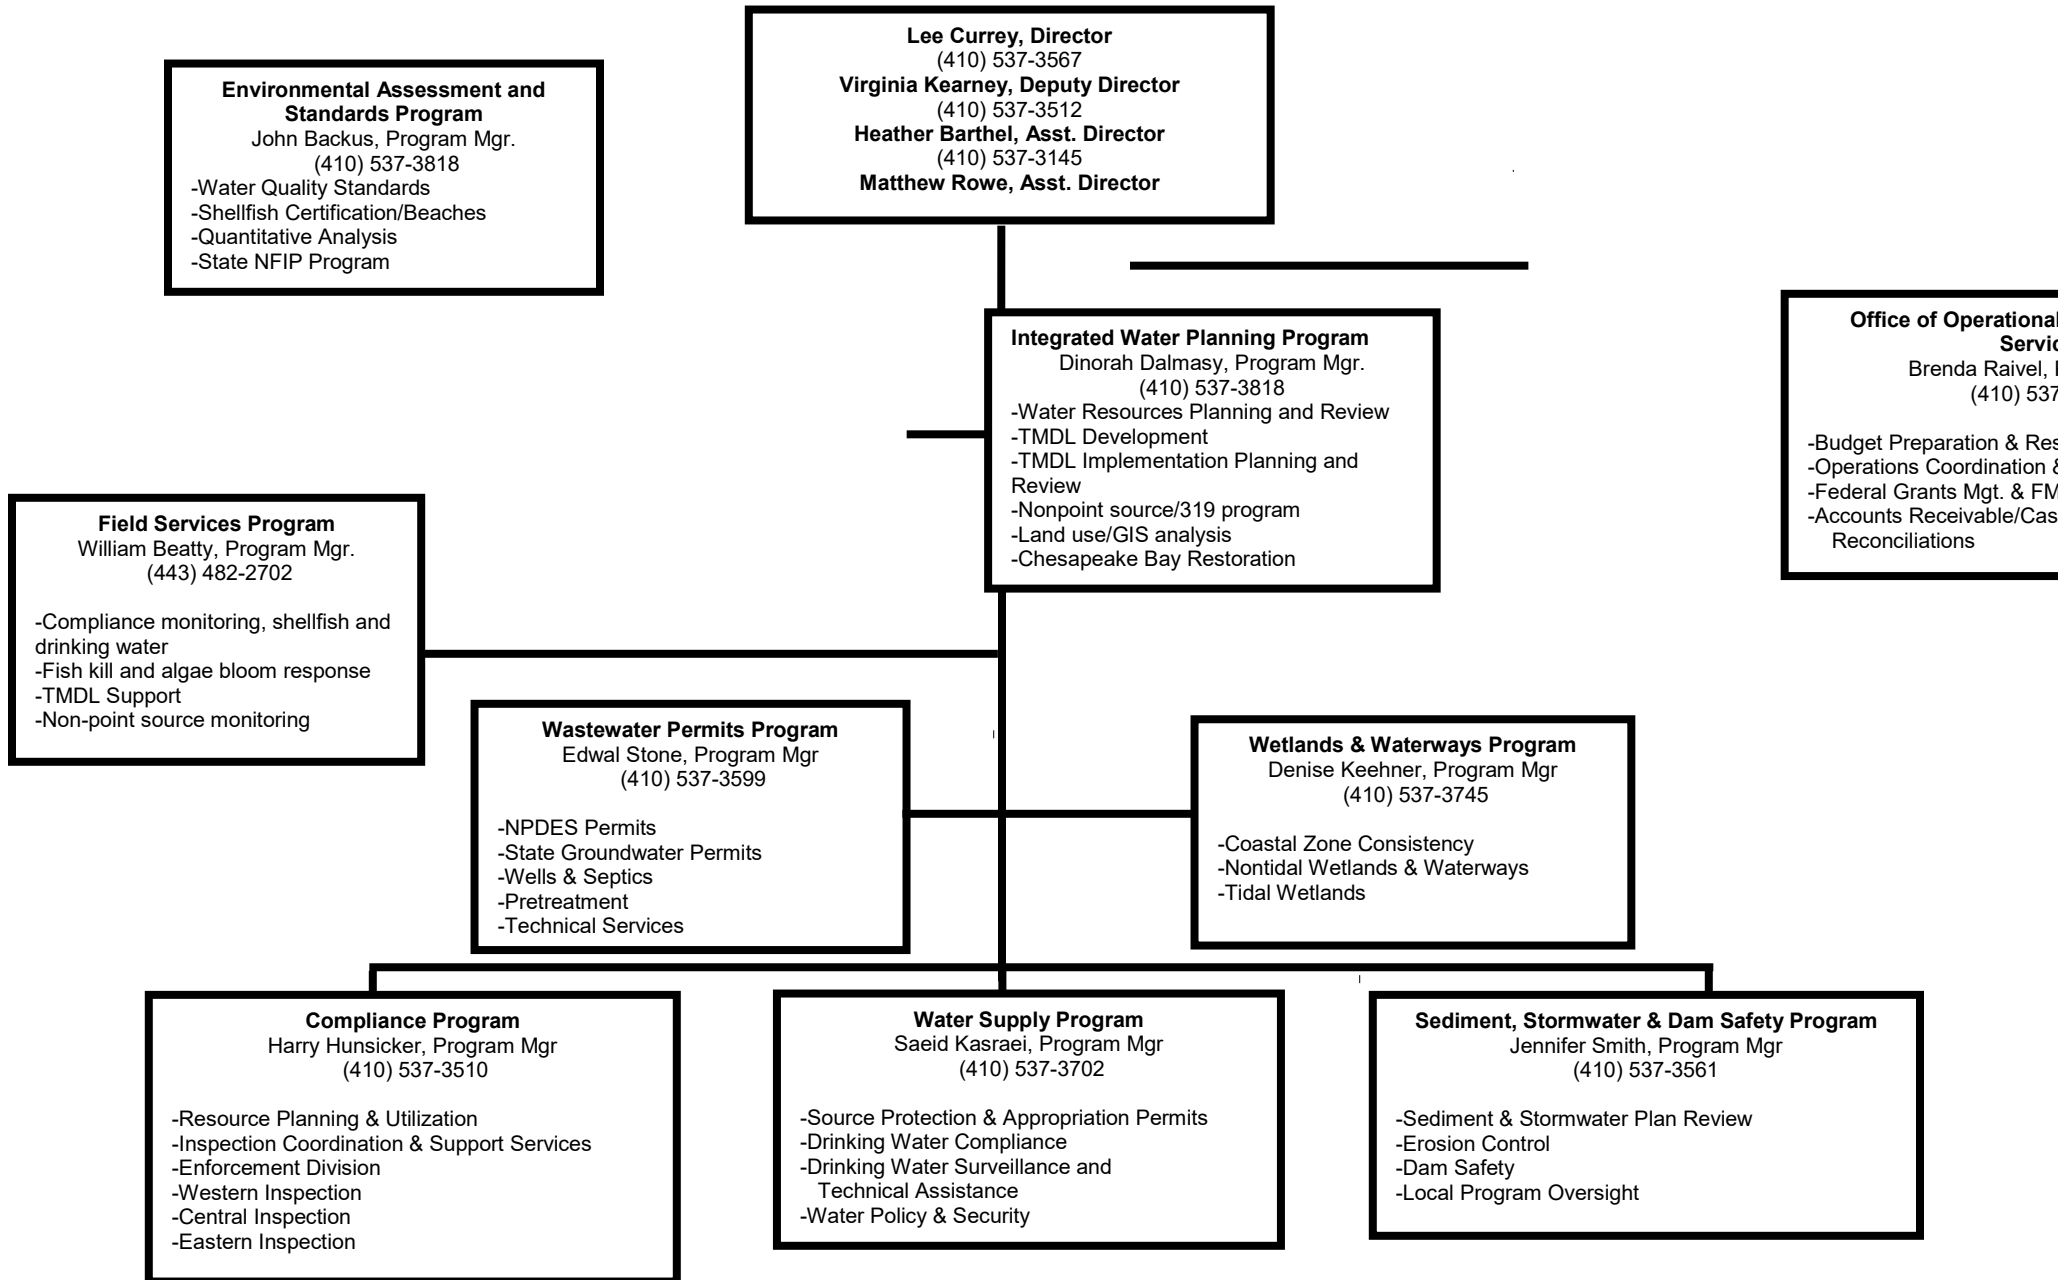 Lee Currey, Director
(410) 537-3567
Virginia Kearney, Deputy Director
(410) 537-3512
Heather Barthel, Asst. Director
(410) 537-3145
Matthew Rowe, Asst. Director
Environmental Assessment and
Standards Program
John Backus, Program Mgr.
(410) 537-3818
-Water Quality Standards
-Shellfish Certification/Beaches
-Quantitative Analysis
-State NFIP Program
Integrated Water Planning Program
Dinorah Dalmasy, Program Mgr.
(410) 537-3818
-Water Resources Planning and Review
-TMDL Development
-TMDL Implementation Planning and
Review
-Nonpoint source/319 program
-Land use/GIS analysis
-Chesapeake Bay Restoration
Office of Operational
Servic
Brenda Raivel,
(410) 537
-Budget Preparation & Res
-Operations Coordination &
-Federal Grants Mgt. & FM
-Accounts Receivable/Cas
Reconciliations
Field Services Program
William Beatty, Program Mgr.
(443) 482-2702
-Compliance monitoring, shellfish and
drinking water
-Fish kill and algae bloom response
-TMDL Support
-Non-point source monitoring
Wastewater Permits Program
Edwal Stone, Program Mgr
(410) 537-3599
-NPDES Permits
-State Groundwater Permits
-Wells & Septics
-Pretreatment
-Technical Services
Wetlands & Waterways Program
Denise Keehner, Program Mgr
(410) 537-3745
-Coastal Zone Consistency
-Nontidal Wetlands & Waterways
-Tidal Wetlands
Compliance Program
Harry Hunsicker, Program Mgr
(410) 537-3510
-Resource Planning & Utilization
-Inspection Coordination & Support Services
-Enforcement Division
-Western Inspection
-Central Inspection
-Eastern Inspection
Water Supply Program
Saeid Kasraei, Program Mgr
(410) 537-3702
-Source Protection & Appropriation Permits
-Drinking Water Compliance
-Drinking Water Surveillance and
Technical Assistance
-Water Policy & Security
Sediment, Stormwater & Dam Safety Program
Jennifer Smith, Program Mgr
(410) 537-3561
-Sediment & Stormwater Plan Review
-Erosion Control
-Dam Safety
-Local Program Oversight